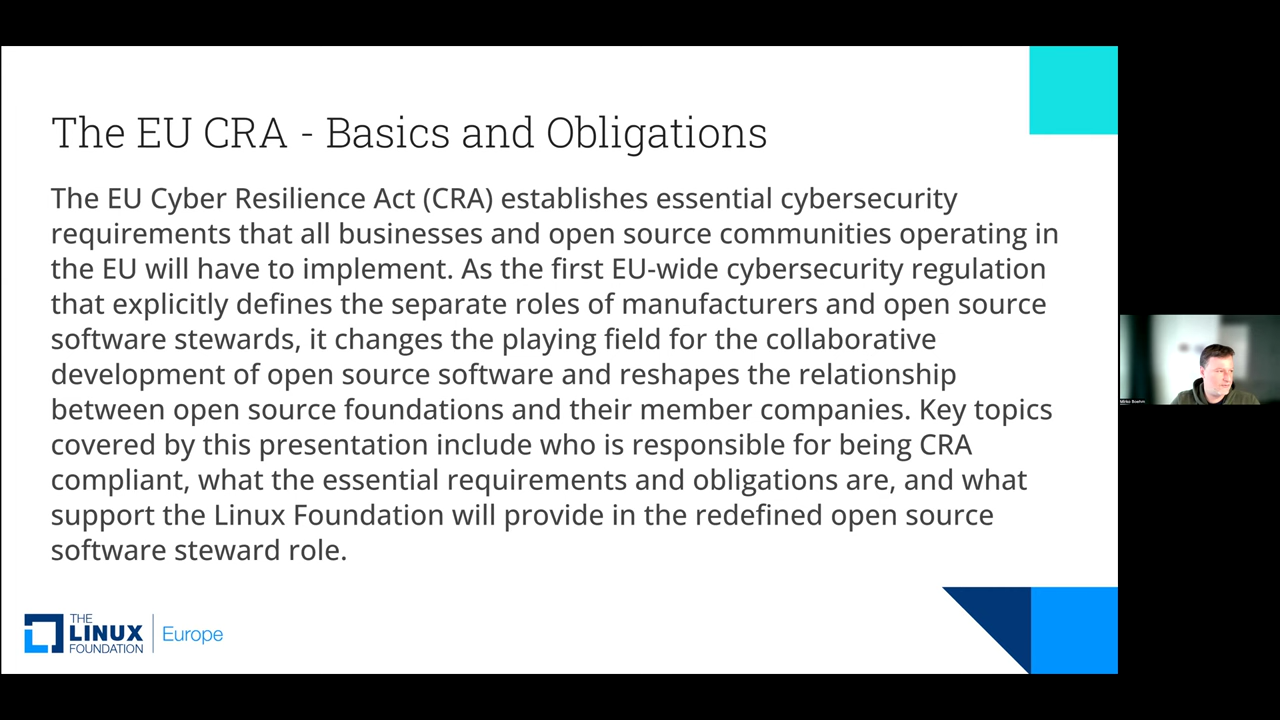 The EU CRA - Basics and Obligations
The EU Cyber Resilience Act (CRA) establishes essential cybersecurity
requirements that all businesses and open source communities operating in
the EU will have to implement. As the first EU-wide cybersecurity regulation
that explicitly defines the separate roles of manufacturers and open source
software stewards, it changes the playing field for the collaborative
development of open source software and reshapes the relationship
between open source foundations and their member companies. Key topics
covered by this presentation include who is responsible for being CRA
compliant, what the essential requirements and obligations are, and what
support the Linux Foundation will provide in the redefined open source
software steward role.
THE
LINUX
FOUNDATION
Europe
Mirko Boehm